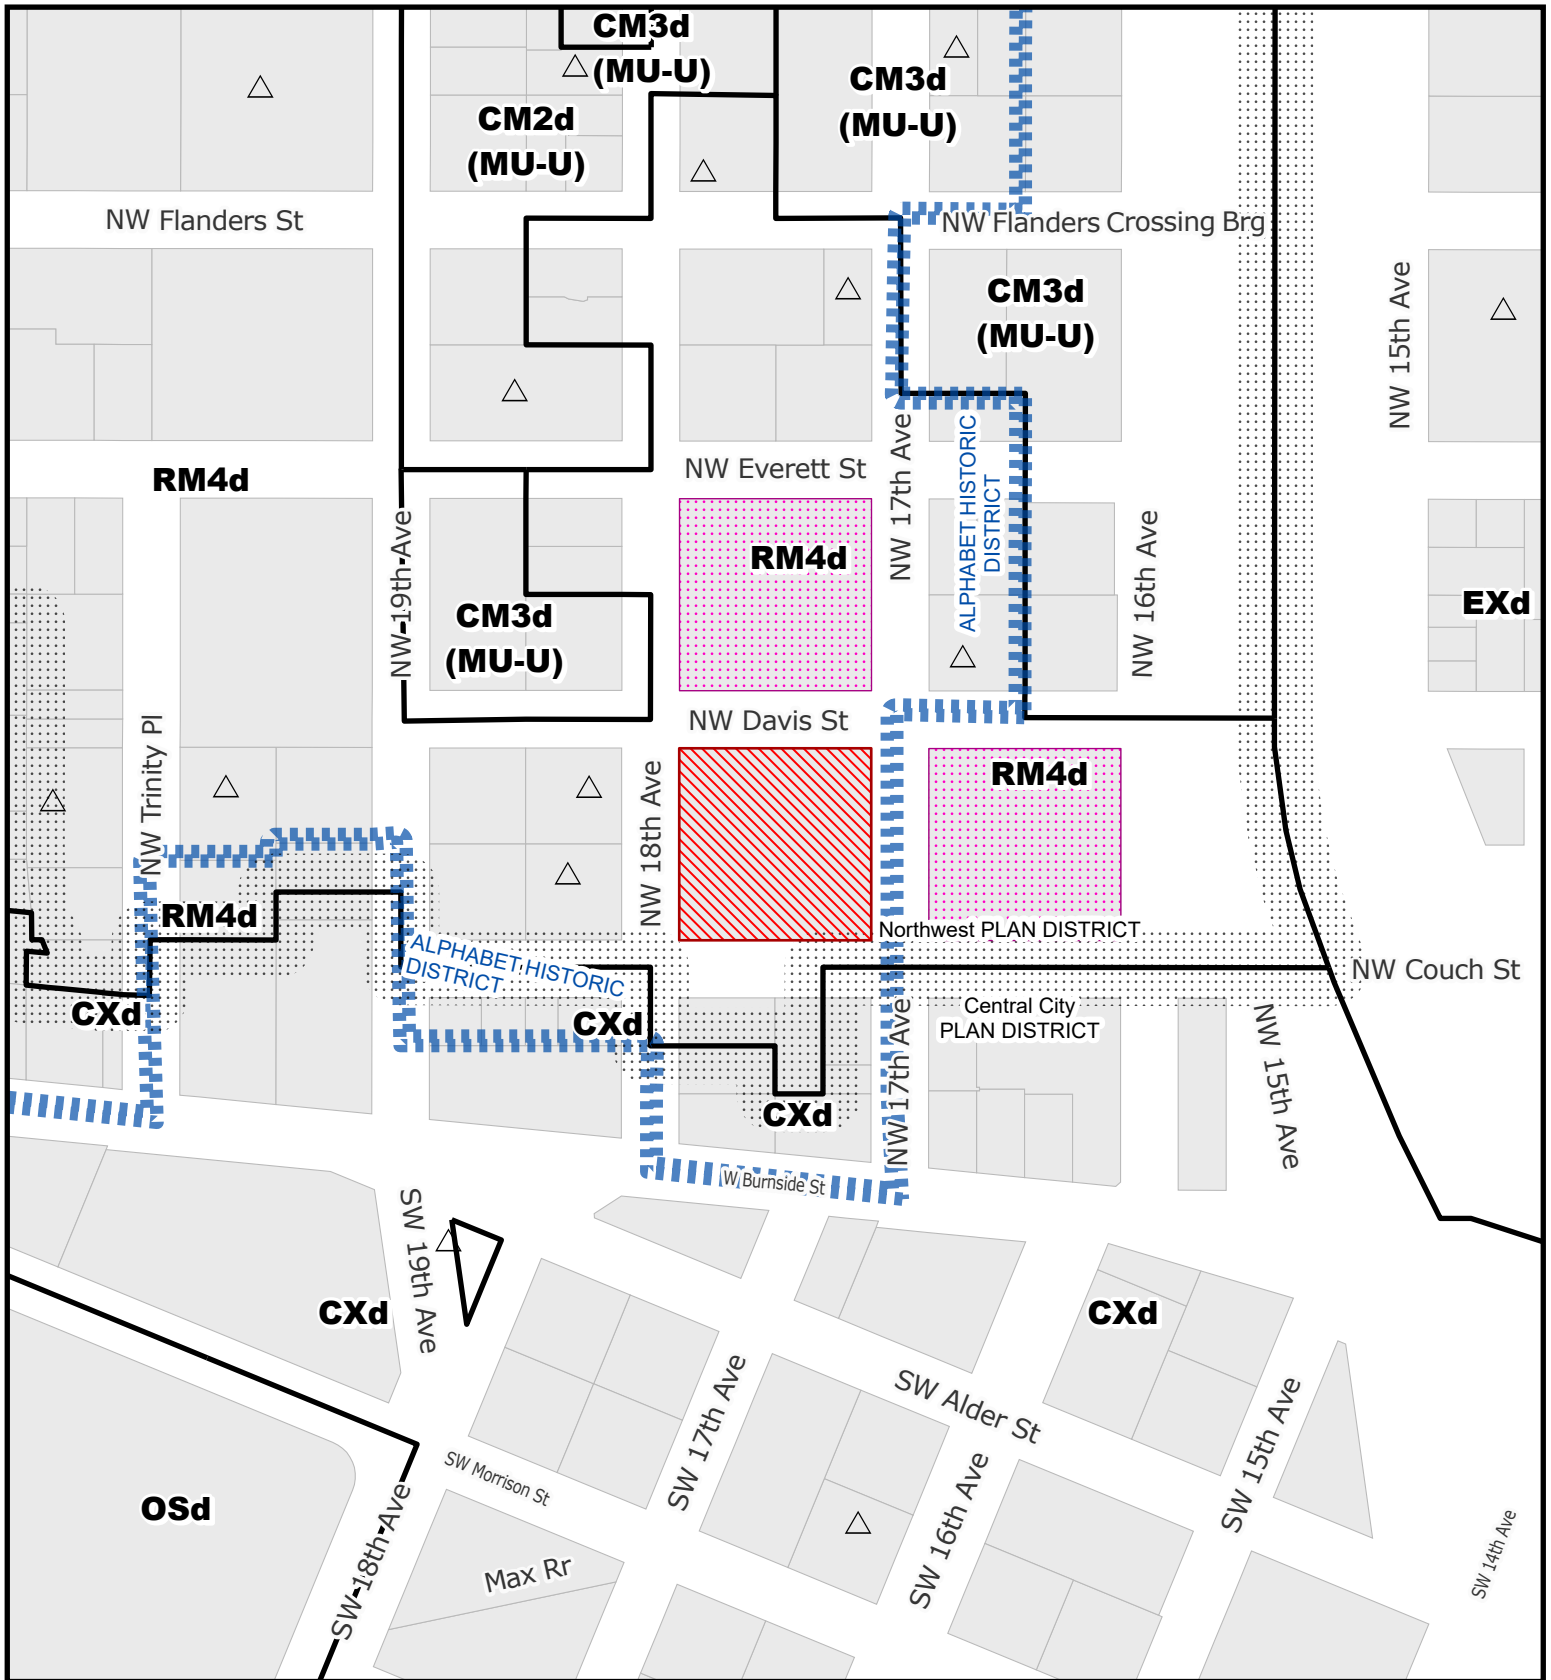 CM3d
(MU-U)
CM3d
(MU-U)
CM2d
(MU-U)
NW Flanders St
NW Flanders Crossing Brg
CM3d
(MU-U)
NW 15th Ave
NW 17th Ave
ALPHABET HISTORIC
DISTRICT
NW Everett St
RM4d
NW 19th Ave
RM4d
NW 16th Ave
EXd
CM3d
(MU-U)
NW Davis St
NW Trinity Pl
NW 18th Ave
RM4d
RM4d
Northwest PLAN DISTRICT
ALPHABET HISTORIC
DISTRICT
NW Couch St
CXd
CXd
Central City
PLAN DISTRICT
NW 17th Ave
NW 15th Ave
CXd
W Burnside St
SW 19th Ave
CXd
CXd
SW 17th Ave
SW Alder St
SW 15th Ave
SW Morrison St
SW 16th Ave
OSd
SW 18th Ave
Max Rr
SW 14th Ave